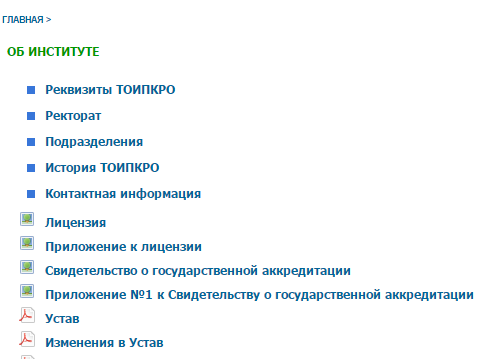 ГЛАВНАЯ >
ОБ ИНСТИТУТЕ
Реквизиты ТОИПКРО
Ректорат
Подразделения
История ТОИПКРО
Контактная информация
Лицензия
Приложение к лицензии
Свидетельство о государственной аккредитации
Приложение №1 к Свидетельству о государственной аккредитации
Устав
Изменения в Устав